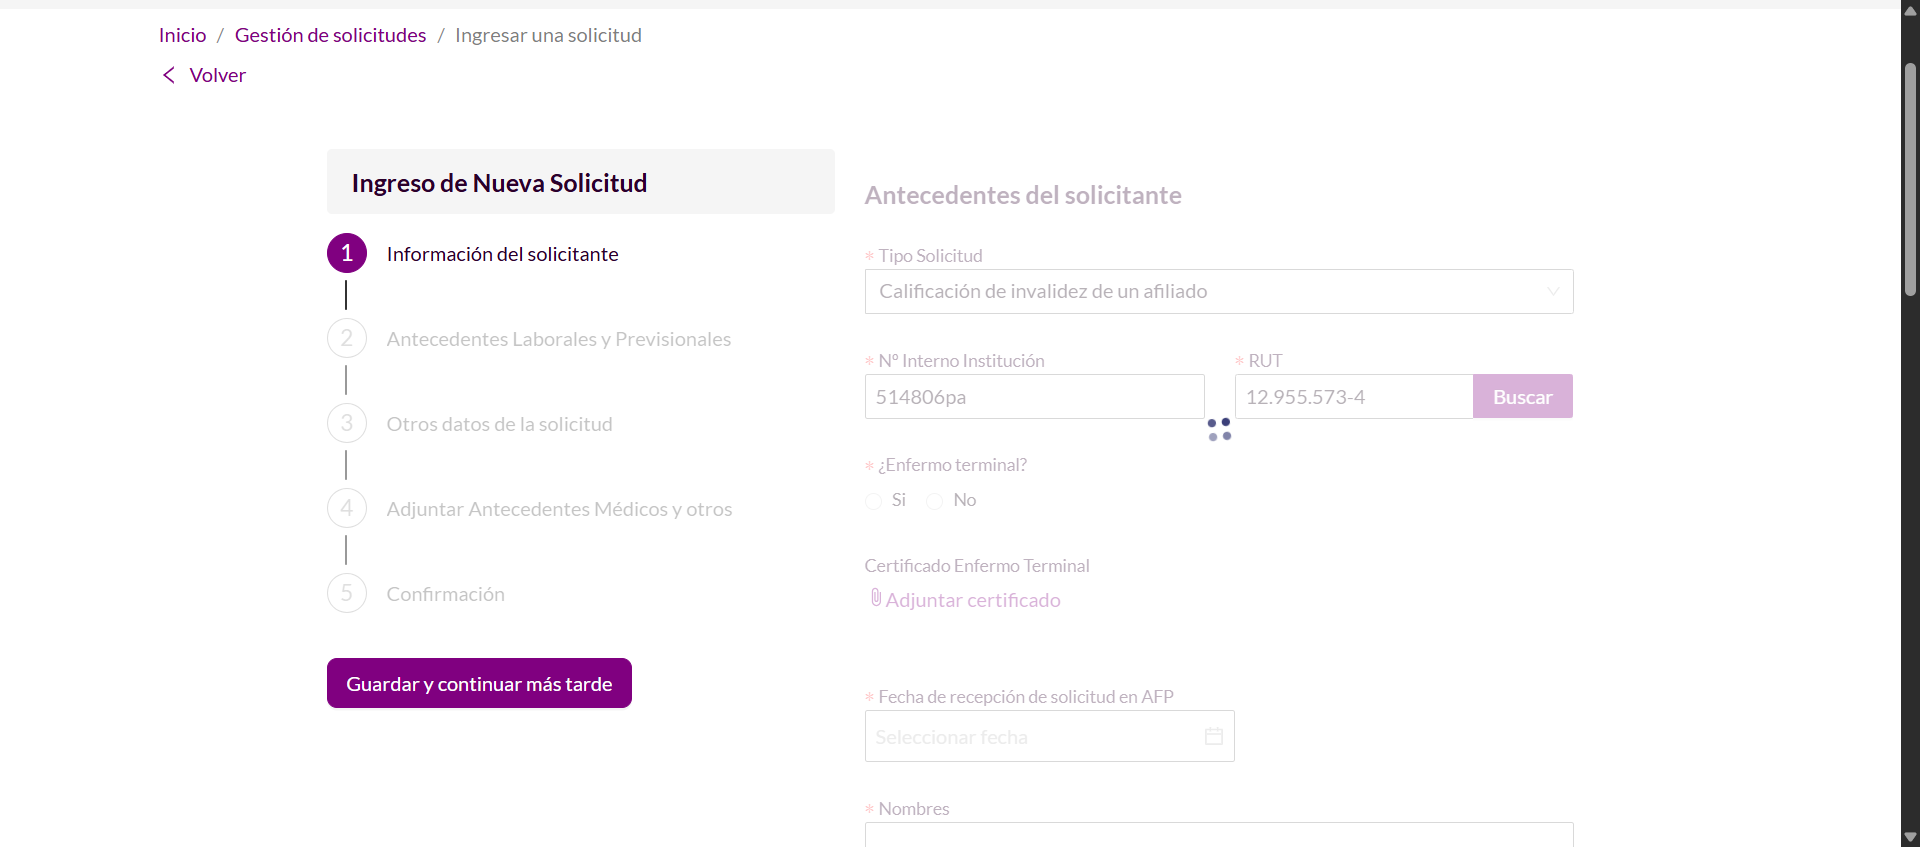 Inicio / Gestión de solicitudes / Ingresar una solicitud
Volver
Ingreso de Nueva Solicitud
1 Información del solicitante
2 Antecedentes Laborales y Previsionales
3 Otros datos de la solicitud
4 Adjuntar Antecedentes Médicos y otros
5 Confirmación
Guardar y continuar más tarde
Antecedentes del solicitante
* Tipo Solicitud
Calificación de invalidez de un afiliado
* Nº Interno Institución
514806pa
* RUT
12.955.573-4
Buscar
* ¿Enfermo terminal?
Si No
Certificado Enfermo Terminal
Adjuntar certificado
* Fecha de recepción de solicitud en AFP
Seleccionar fecha
* Nombres